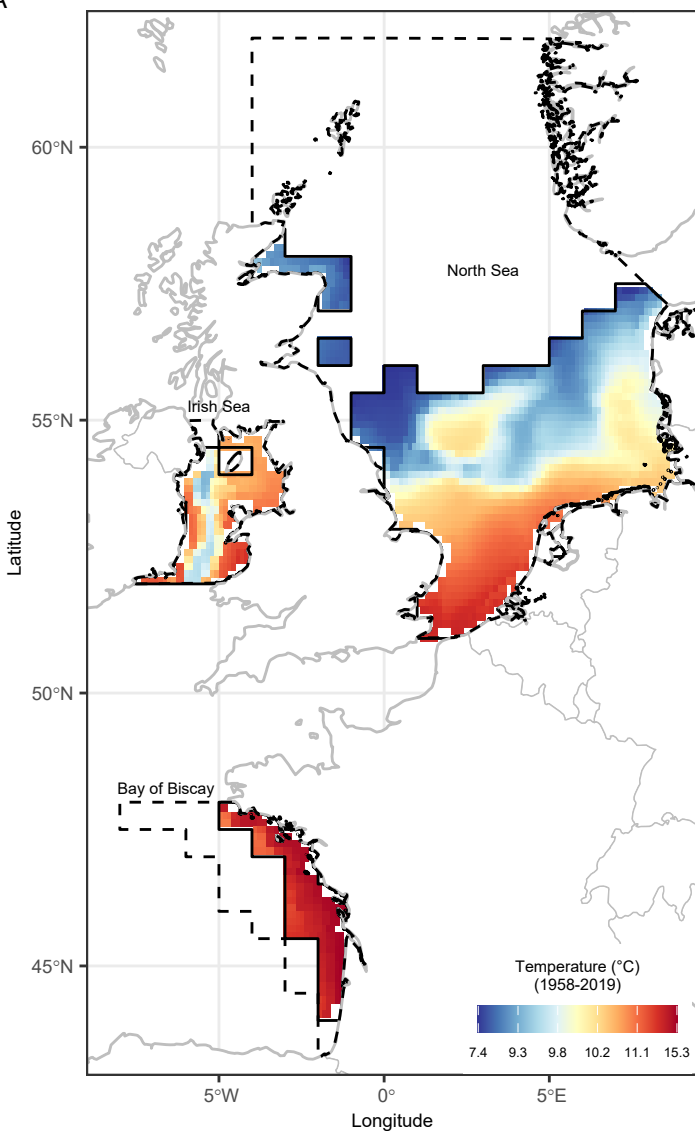 A
60°N
North Sea
55°N
Irish Sea
Latitude
50°N
Bay of Biscay
45°N
Temperature (°C)
(1958-2019)
7.4 9.3 9.8 10.2 11.1 15.3
5°W 0° 5°E
Longitude